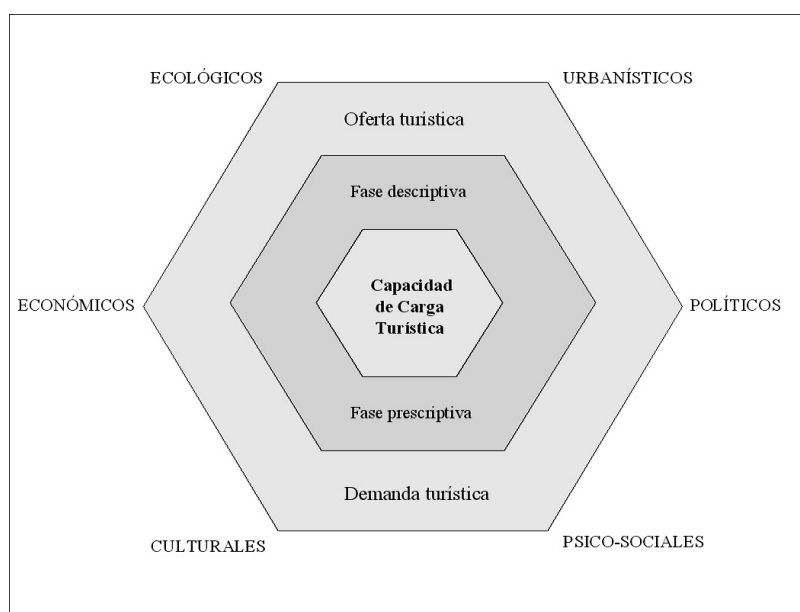 ECOLÓGICOS
URBANÍSTICOS
Oferta turística
Fase descriptiva
Capacidad
de Carga
Turística
ECONÓMICOS
POLÍTICOS
Fase prescriptiva
Demanda turística
CULTURALES
PSICO-SOCIALES